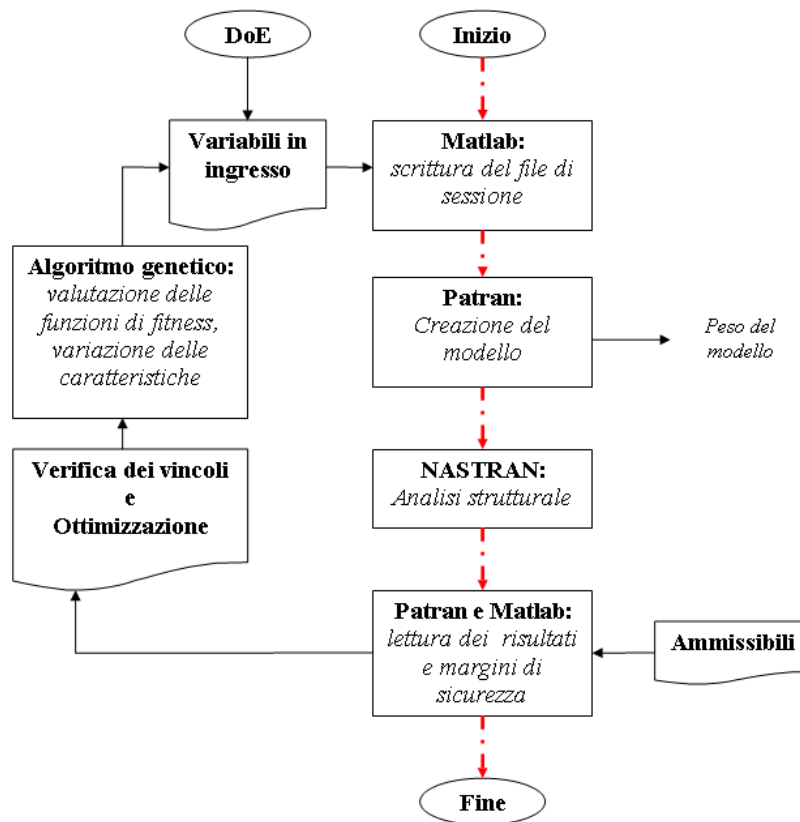 DoE
Inizio
Variabili in
ingresso
Matlab:
scrittura del file di
sessione
Algoritmo genetico:
valutazione delle
funzioni di fitness,
variazione delle
caratteristiche
Patran:
Creazione del
modello
Peso del
modello
Verifica dei vincoli
e
Ottimizzazione
NASTRAN:
Analisi strutturale
Patran e Matlab:
lettura dei risultati
e margini di
sicurezza
Ammissibili
Fine